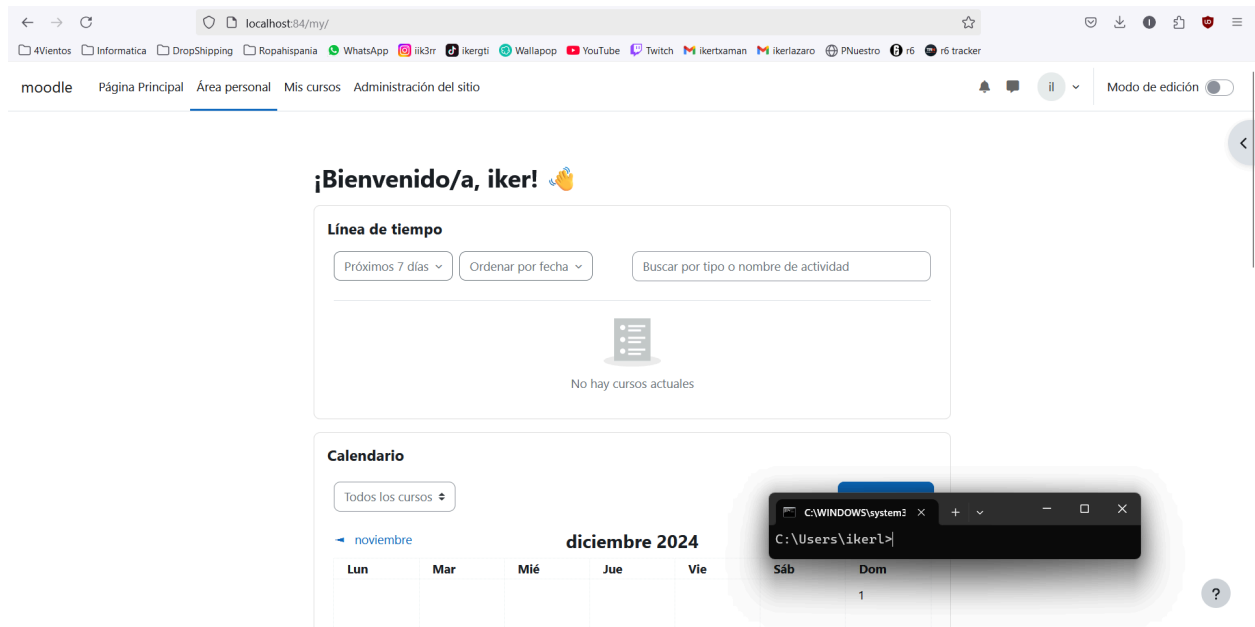 localhost:84/my/
4Vientos Informatica DropShipping Ropahispania WhatsApp iik3rr ikergti Wallapop YouTube Twitch ikertxaman ikerlazaro PNuestro r6 r6 tracker
moodle Página Principal Área personal Mis cursos Administración del sitio il Modo de edición
¡Bienvenido/a, iker!
Línea de tiempo
Próximos 7 días Ordenar por fecha Buscar por tipo o nombre de actividad
No hay cursos actuales
Calendario
Todos los cursos
C:\WINDOWS\system3
C:\Users\ikerl>
noviembre diciembre 2024
Lun Mar Mié Jue Vie Sáb Dom
1
?